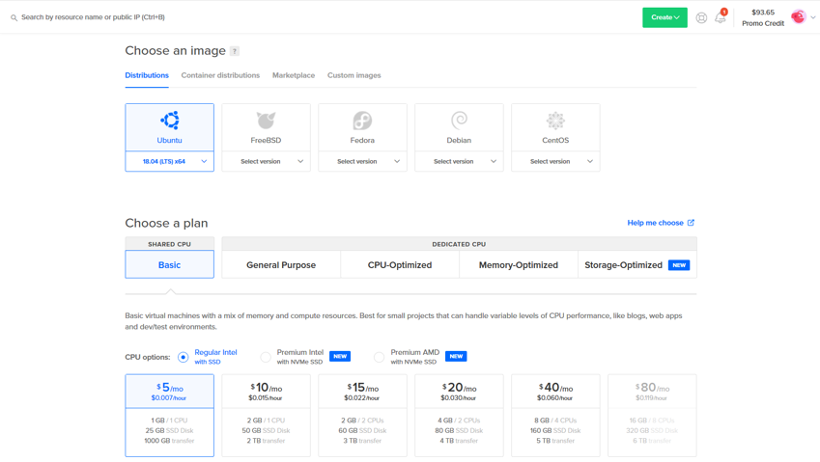 Search by resource name or public IP (Ctrl+B)
Create
1
$93.65
Promo Credit
Choose an image ?
Distributions Container distributions Marketplace Custom images
Ubuntu FreeBSD Fedora Debian CentOS
18.04 (LTS) x64 Select version Select version Select version Select version
Choose a plan Help me choose
SHARED CPU DEDICATED CPU
Basic General Purpose CPU-Optimized Memory-Optimized Storage-Optimized NEW
Basic virtual machines with a mix of memory and compute resources. Best for small projects that can handle variable levels of CPU performance, like blogs, web apps
and dev/test environments.
CPU options: Regular Intel with SSD Premium Intel with NVMe SSD NEW Premium AMD with NVMe SSD NEW
$5/mo $10/mo $15/mo $20/mo $40/mo $80/mo
$0.007/hour $0.015/hour $0.022/hour $0.030/hour $0.060/hour $0.119/hour
1 GB / 1 CPU 2 GB / 1 CPU 2 GB / 2 CPUs 4 GB / 2 CPUs 8 GB / 4 CPUs 16 GB / 4 CPUs
25 GB SSD Disk 50 GB SSD Disk 60 GB SSD Disk 80 GB SSD Disk 160 GB SSD Disk 320 GB SSD Disk
1000 GB transfer 2 TB transfer 3 TB transfer 4 TB transfer 5 TB transfer 6 TB transfer